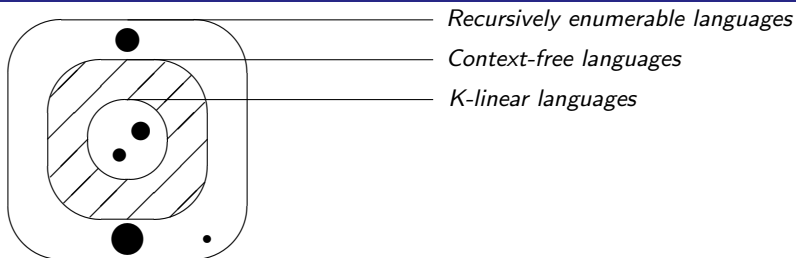 Recursively enumerable languages
Context-free languages
K-linear languages